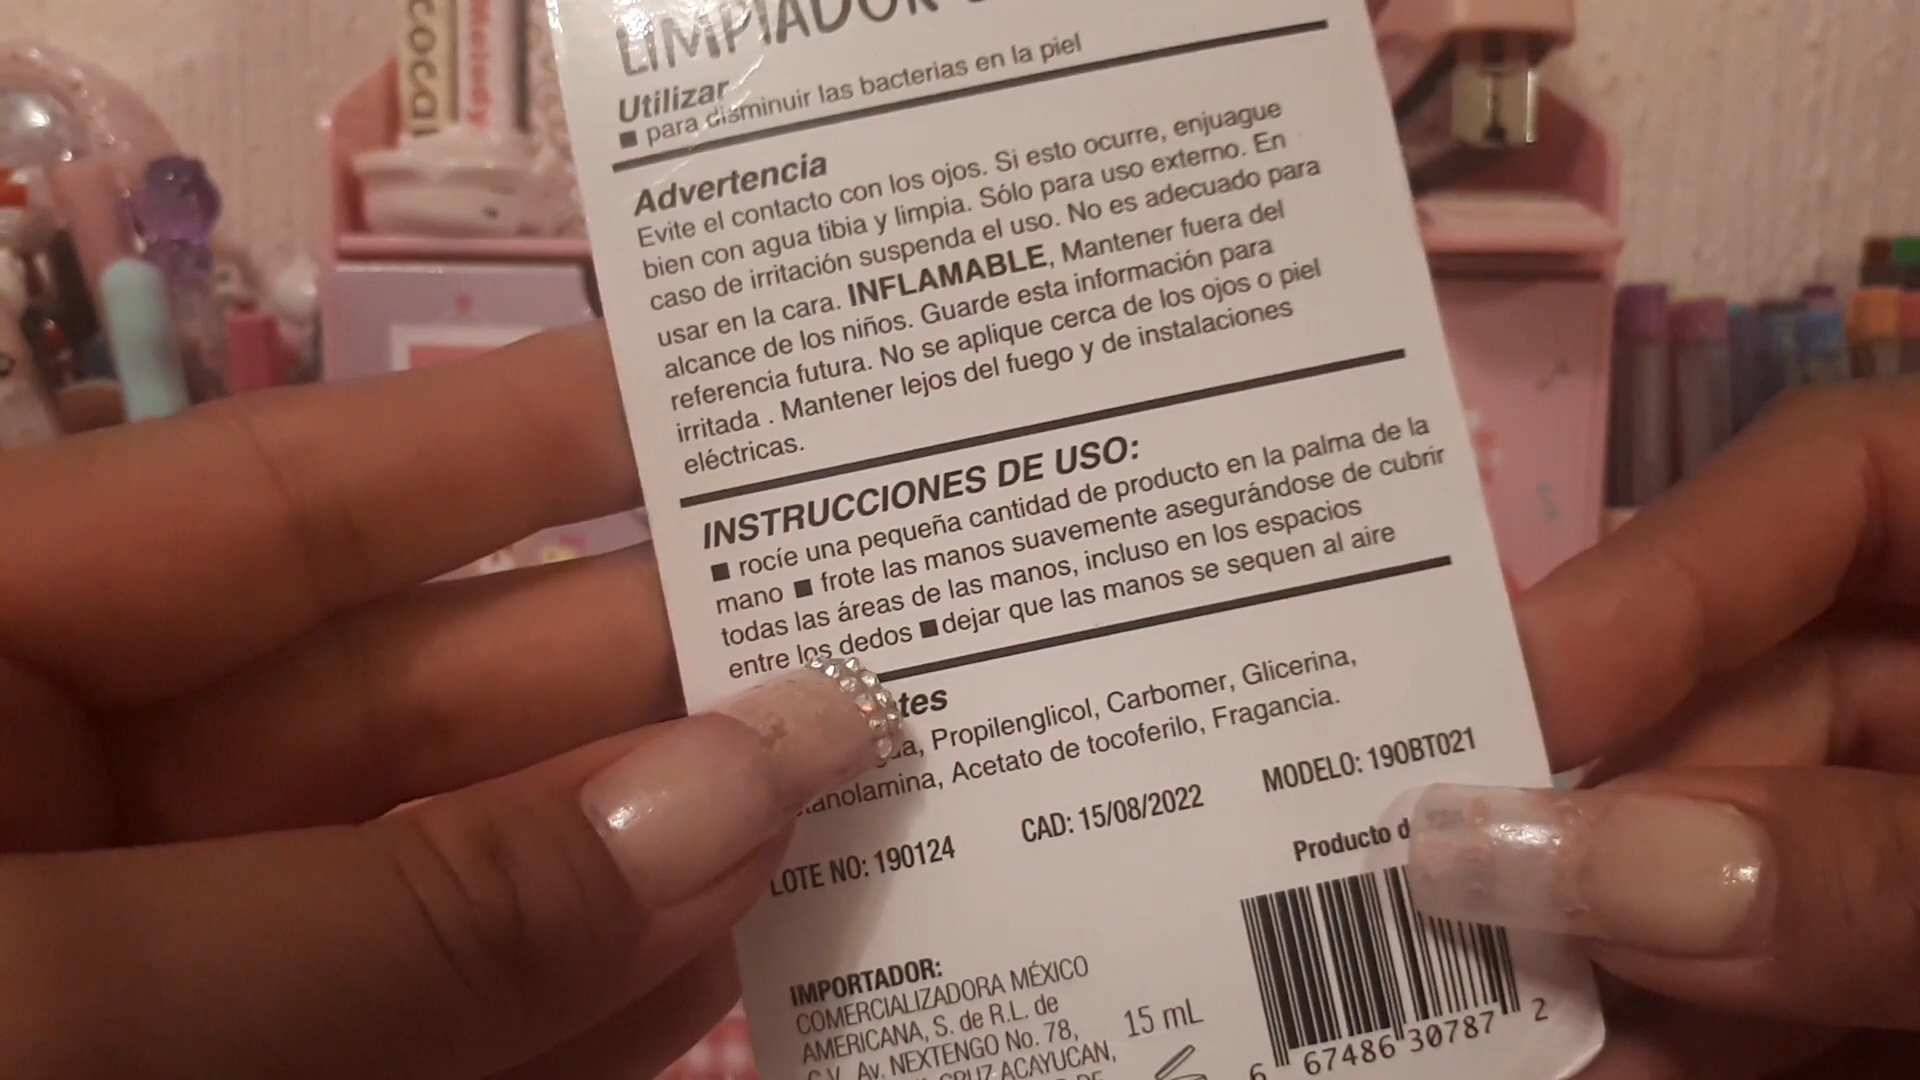 LIMPIADOR
Utilizar
■ para disminuir las bacterias en la piel
Advertencia
Evite el contacto con los ojos. Si esto ocurre, enjuague
bien con agua tibia y limpia. Sólo para uso externo. En
caso de irritación suspenda el uso. No es adecuado para
usar en la cara. INFLAMABLE, Mantener fuera del
alcance de los niños. Guarde esta información para
referencia futura. No se aplique cerca de los ojos o piel
irritada . Mantener lejos del fuego y de instalaciones
eléctricas.
INSTRUCCIONES DE USO:
■ rocíe una pequeña cantidad de producto en la palma de la
mano ■ frote las manos suavemente asegurándose de cubrir
todas las áreas de las manos, incluso en los espacios
entre los dedos ■ dejar que las manos se sequen al aire
tes
Propilenglicol, Carbomer, Glicerina,
anolamina, Acetato de tocoferilo, Fragancia.
LOTE NO: 190124 CAD: 15/08/2022 MODELO: 190BT021
Producto d
IMPORTADOR:
COMERCIALIZADORA MÉXICO
AMERICANA, S. de R.L. de
C.V. Av. NEXTENGO No. 78,
CRUZ ACAYUCAN,
15 mL
6 67486 30787 2
cocal
Melody